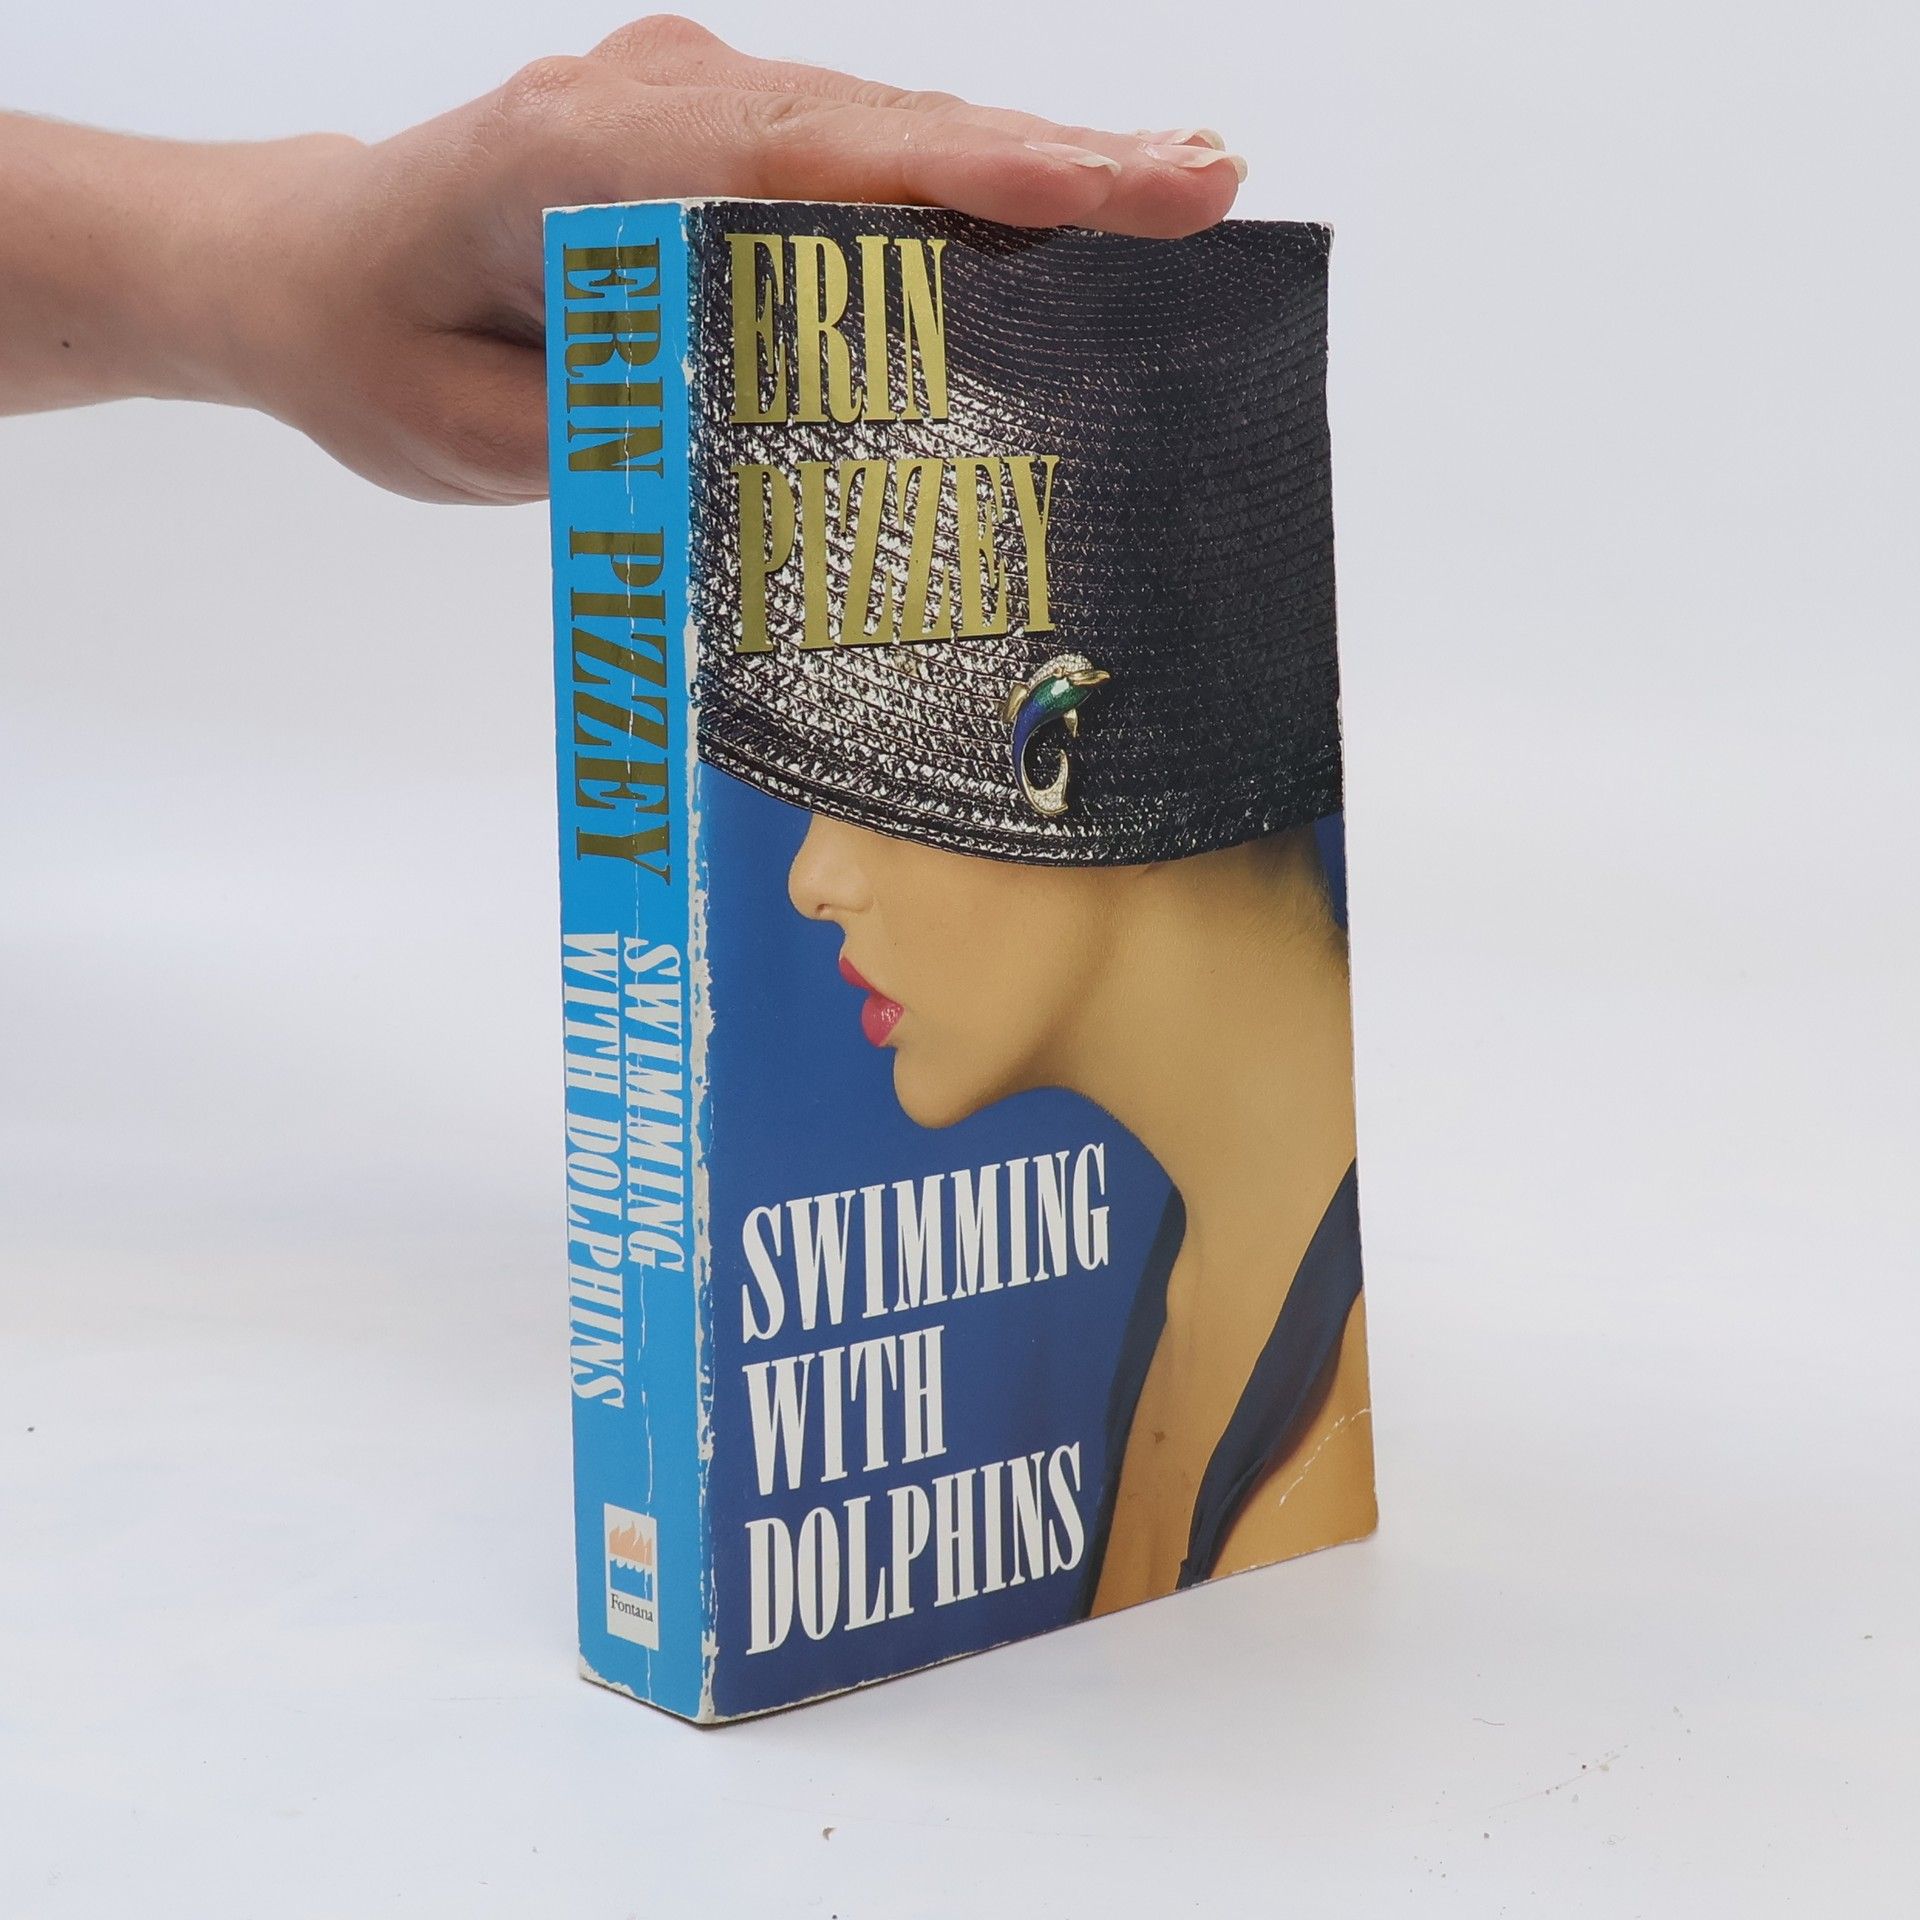 ERIN PIZZEY
SWIMMING
WITH DOLPHINS
Fontana
ERIN
PIZZEY
SWIMMING
WITH
DOLPHINS